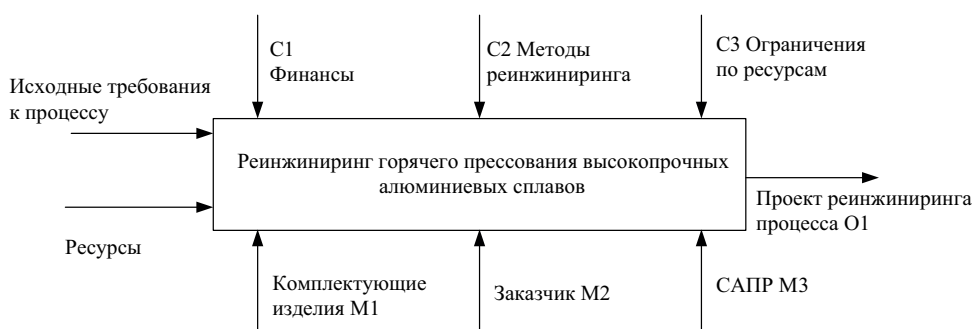 С1
Финансы
С2 Методы
реинжиниринга
С3 Ограничения
по ресурсам
Исходные требования
к процессу
Реинжиниринг горячего прессования высокопрочных
алюминиевых сплавов
Проект реинжиниринга
процесса О1
Ресурсы
Комплектующие
изделия М1
Заказчик М2
САПР М3